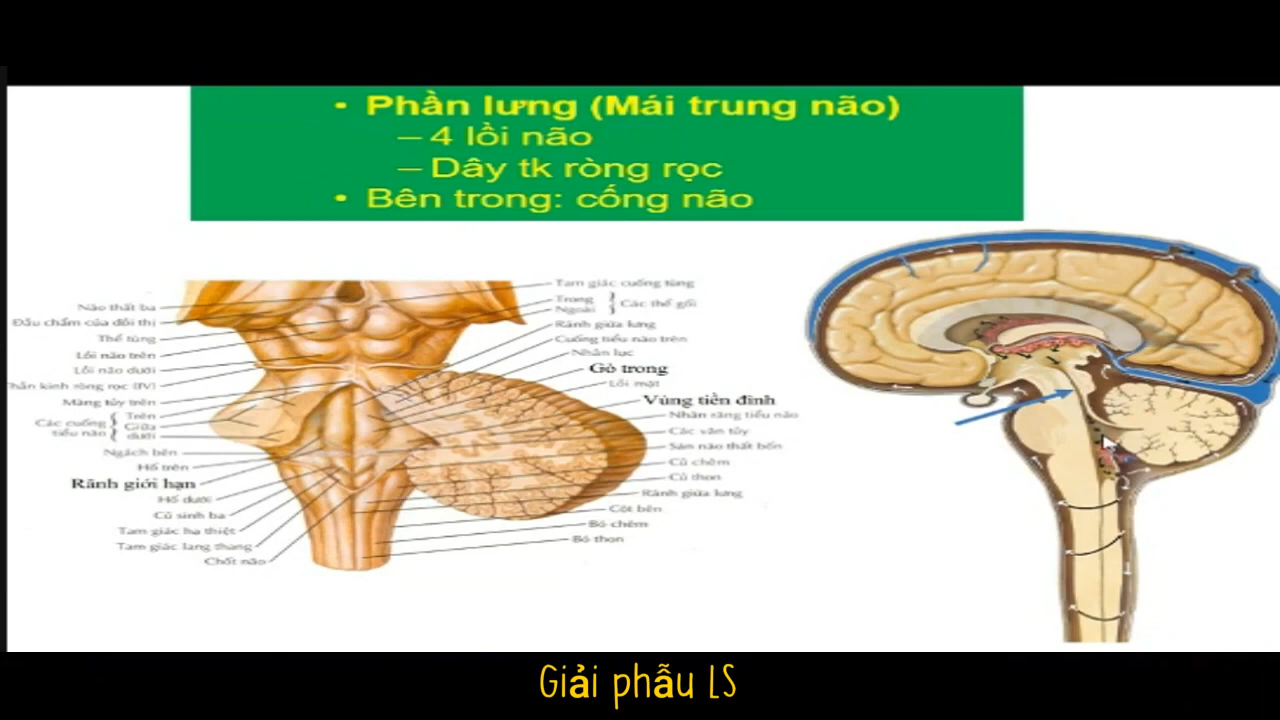 • Phần lưng (Mái trung não)
– 4 lồi não
– Dây tk ròng rọc
• Bên trong: cống não
Não thất ba
Đầu chẩm của đồi thị
Thể tùng
Lồi não trên
Lồi não dưới
Thần kinh ròng rọc (IV)
Màng tủy trên
Các cuống tiểu não
Trên
Giữa
dưới
Ngách bên
Hố trên
Rãnh giới hạn
Hố dưới
Củ sinh ba
Tam giác hạ thiệt
Tam giác lang thang
Chốt não
Tam giác cuống tùng
Trong
Ngoài
Các thể gối
Rãnh giữa lưng
Cuống tiểu não trên
Nhân lục
Gò trong
Lồi mặt
Vùng tiền đình
Nhân răng tiểu não
Các vân tủy
Sàn não thất bốn
Củ chêm
Củ thon
Rãnh giữa lưng
Cột bên
Bó chêm
Bó thon
Giải phẫu LS